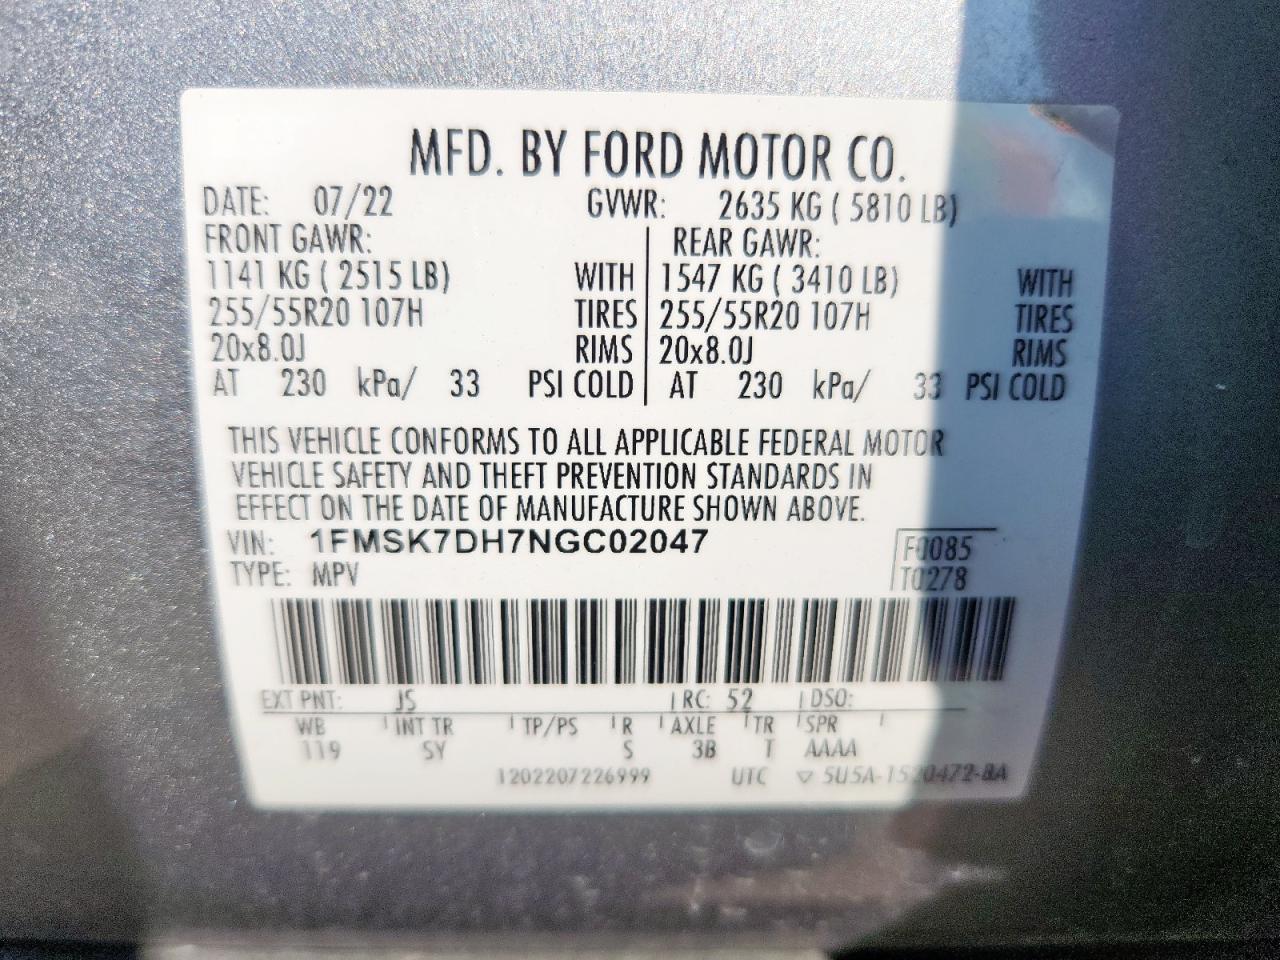 MFD. BY FORD MOTOR CO.
DATE: 07/22 GVWR: 2635 KG ( 5810 LB)
FRONT GAWR: REAR GAWR:
1141 KG ( 2515 LB) WITH 1547 KG ( 3410 LB) WITH
255/55R20 107H TIRES 255/55R20 107H TIRES
20x8.0J RIMS 20x8.0J RIMS
AT 230 kPa/ 33 PSI COLD AT 230 kPa/ 33 PSI COLD
THIS VEHICLE CONFORMS TO ALL APPLICABLE FEDERAL MOTOR
VEHICLE SAFETY AND THEFT PREVENTION STANDARDS IN
EFFECT ON THE DATE OF MANUFACTURE SHOWN ABOVE.
VIN: 1FMSK7DH7NGC02047 F0085
TYPE: MPV T0278
EXT PNT: JS RC: 52 DSO:
WB INT TR TP/PS R AXLE TR SPR
119 SY S 3B T AAAA
1202207226999 UTC ▽ 5U5A-1520472-BA